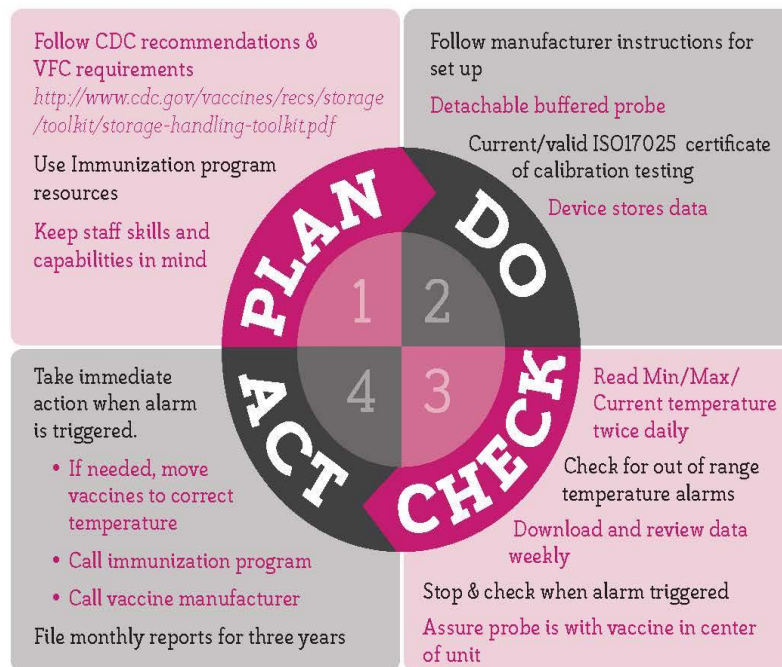 Follow CDC recommendations &
VFC requirements
http://www.cdc.gov/vaccines/recs/storage
/toolkit/storage-handling-toolkit.pdf
Use Immunization program
resources
Keep staff skills and
capabilities in mind
PLAN
1
Follow manufacturer instructions for
set up
Detachable buffered probe
Current/valid ISO17025 certificate
of calibration testing
Device stores data
DO
2
Read Min/Max/
Current temperature
twice daily
Check for out of range
temperature alarms
Download and review data
weekly
Stop & check when alarm triggered
Assure probe is with vaccine in center
of unit
CHECK
3
Take immediate
action when alarm
is triggered.
• If needed, move
vaccines to correct
temperature
• Call immunization program
• Call vaccine manufacturer
File monthly reports for three years
ACT
4